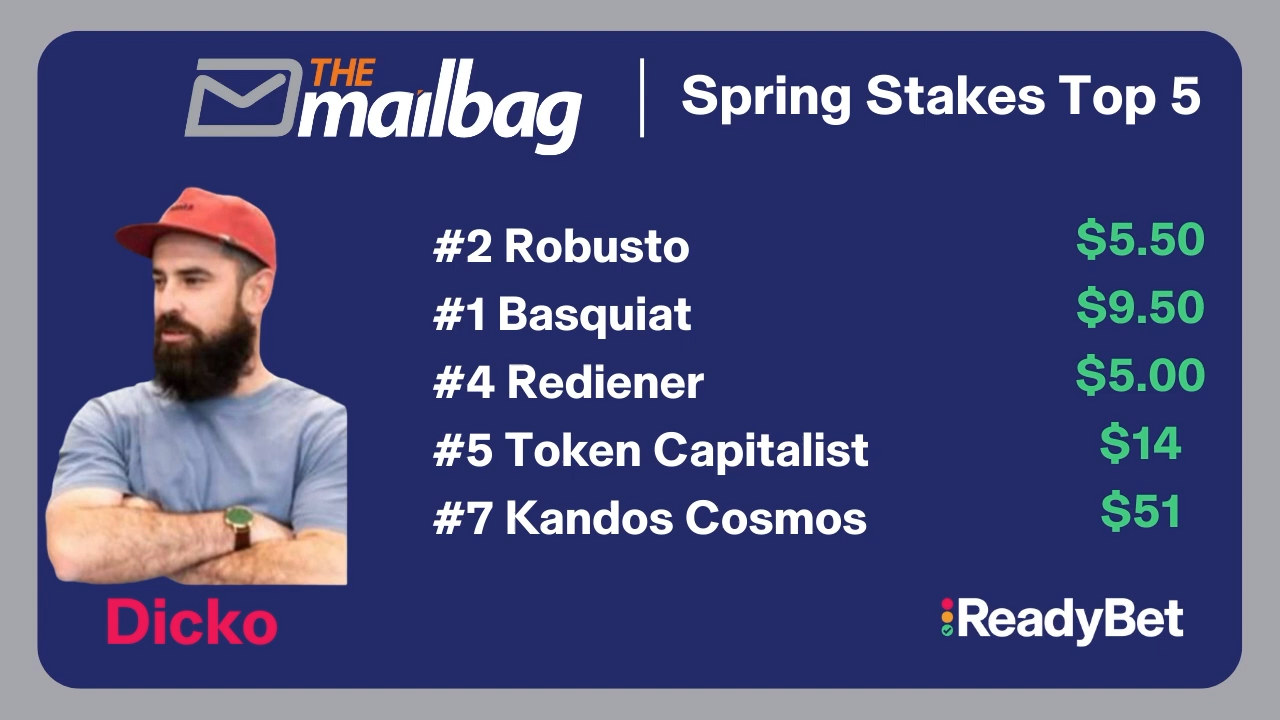 THE
mailbag
Spring Stakes Top 5
#2 Robusto $5.50
#1 Basquiat $9.50
#4 Rediener $5.00
#5 Token Capitalist $14
#7 Kandos Cosmos $51
Dicko
ReadyBet